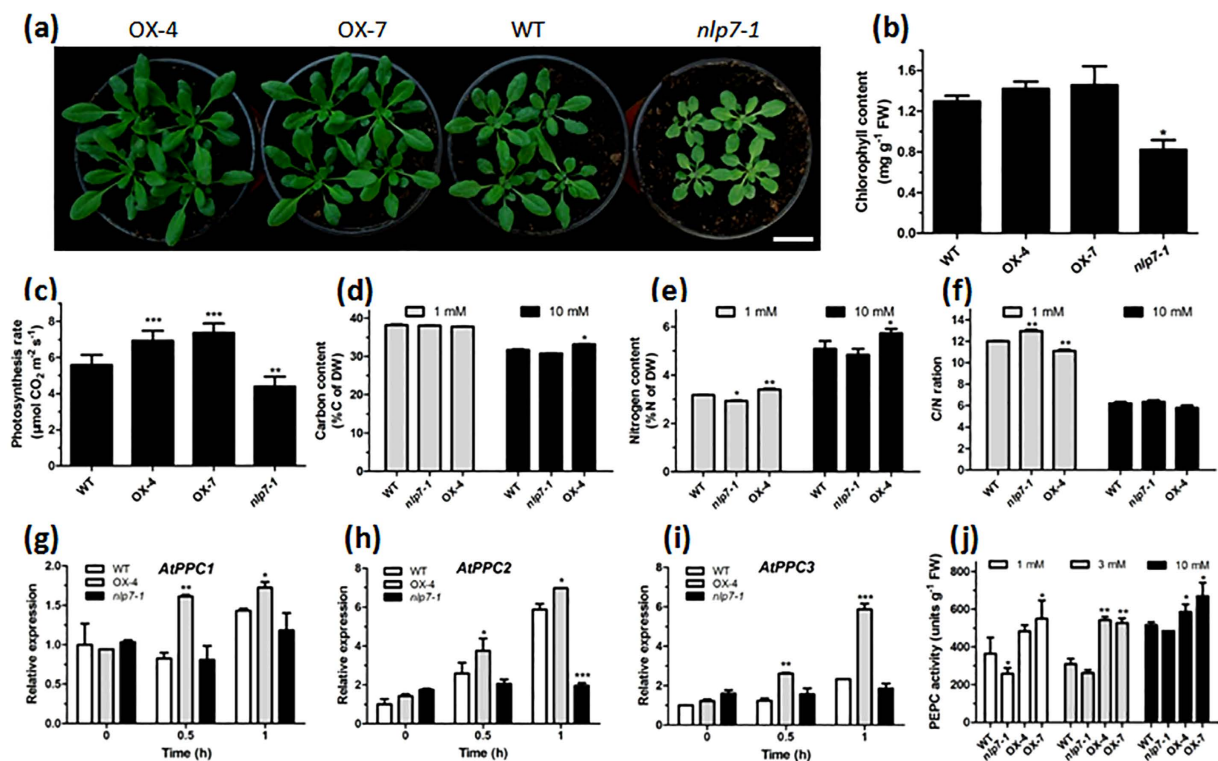 (a)
OX-4 OX-7 WT nlp7-1
(b)
Chlorophyll content
(mg g-1 FW)
1.6
1.2
0.8
0.4
0.0
*
WT OX-4 OX-7 nlp7-1
(c)
Photosynthesis rate
(µmol CO2 m-2 s-1)
8
6
4
2
0
*** *** **
WT OX-4 OX-7 nlp7-1
(d)
1 mM 10 mM
Carbon content
(%C of DW)
40
30
20
10
0
*
WT nlp7-1 OX-4 WT nlp7-1 OX-4
(e)
1 mM 10 mM
Nitrogen content
(%N of DW)
6
4
2
0
* ** *
WT nlp7-1 OX-4 WT nlp7-1 OX-4
(f)
1 mM 10 mM
C/N ration
14
12
10
8
6
4
2
0
** **
WT nlp7-1 OX-4 WT nlp7-1 OX-4
(g)
AtPPC1
WT
OX-4
nlp7-1
Relative expression
2.0
1.5
1.0
0.5
0.0
** *
0 0.5 1
Time (h)
(h)
AtPPC2
WT
OX-4
nlp7-1
Relative expression
8
6
4
2
0
* * ***
0 0.5 1
Time (h)
(i)
AtPPC3
WT
OX-4
nlp7-1
Relative expression
8
6
4
2
0
** ***
0 0.5 1
Time (h)
(j)
1 mM 3 mM 10 mM
PEPC activity (units g-1 FW)
800
600
400
200
0
* * ** ** * *
WT nlp7-1 OX-4 OX-7 WT nlp7-1 OX-4 OX-7 WT nlp7-1 OX-4 OX-7